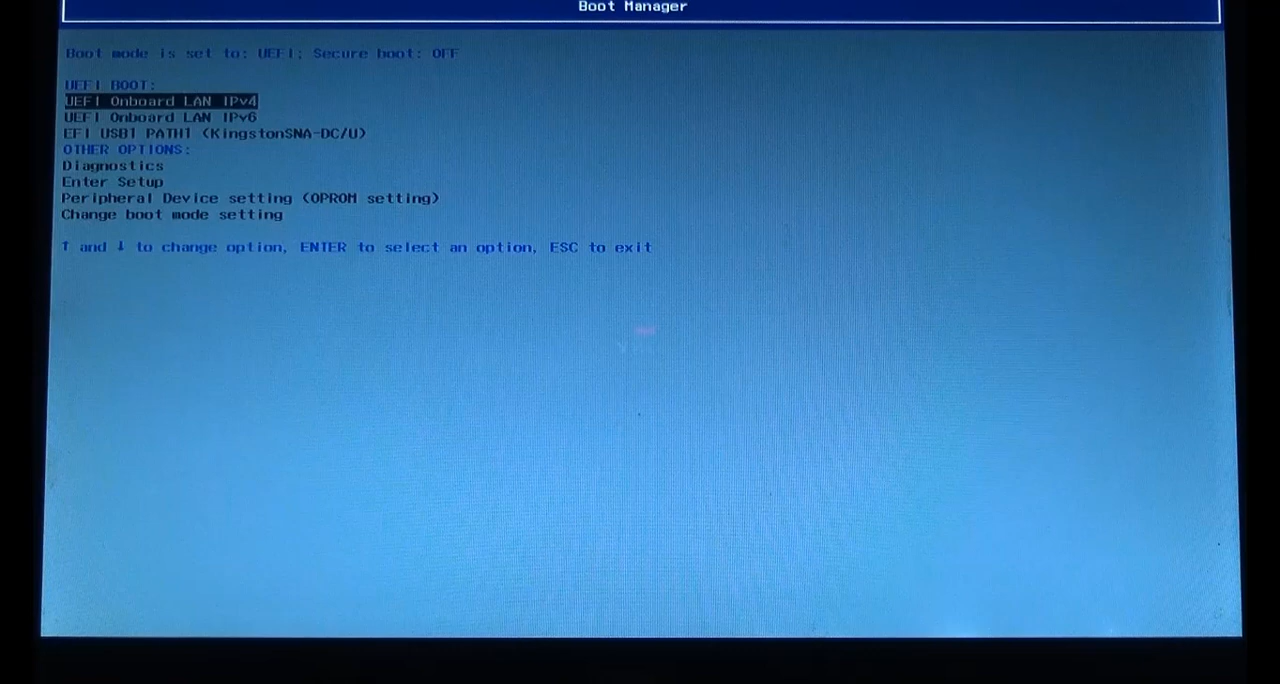 Boot Manager
Boot mode is set to: UEFI; Secure boot: OFF
UEFI BOOT:
UEFI Onboard LAN IPv4
UEFI Onboard LAN IPv6
EFI USB1 PATH1 (KingstonSNA-DC/U)
OTHER OPTIONS:
Diagnostics
Enter Setup
Peripheral Device setting (OPROM setting)
Change boot mode setting
↑ and ↓ to change option, ENTER to select an option, ESC to exit